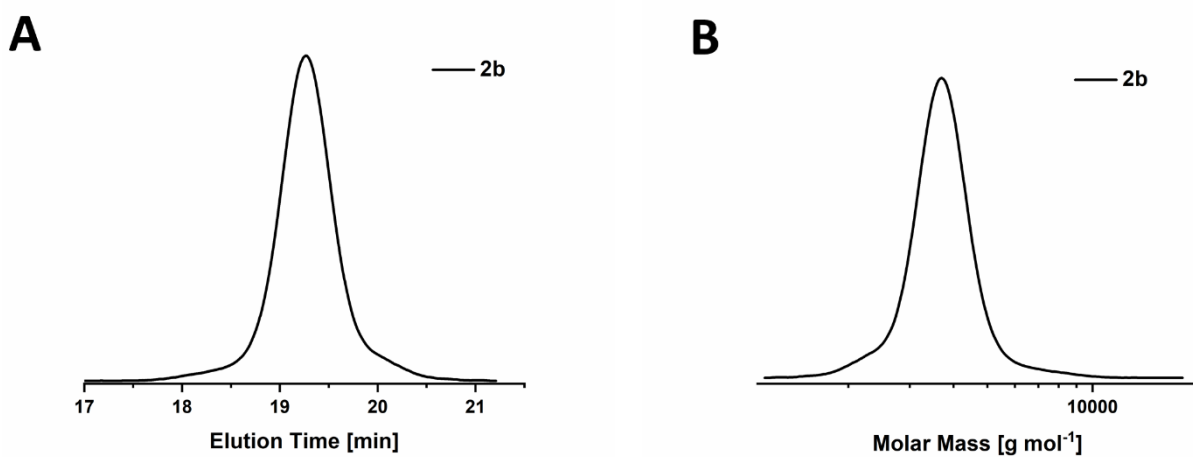 A
2b
17 18 19 20 21
Elution Time [min]
B
2b
10000
Molar Mass [g mol⁻¹]